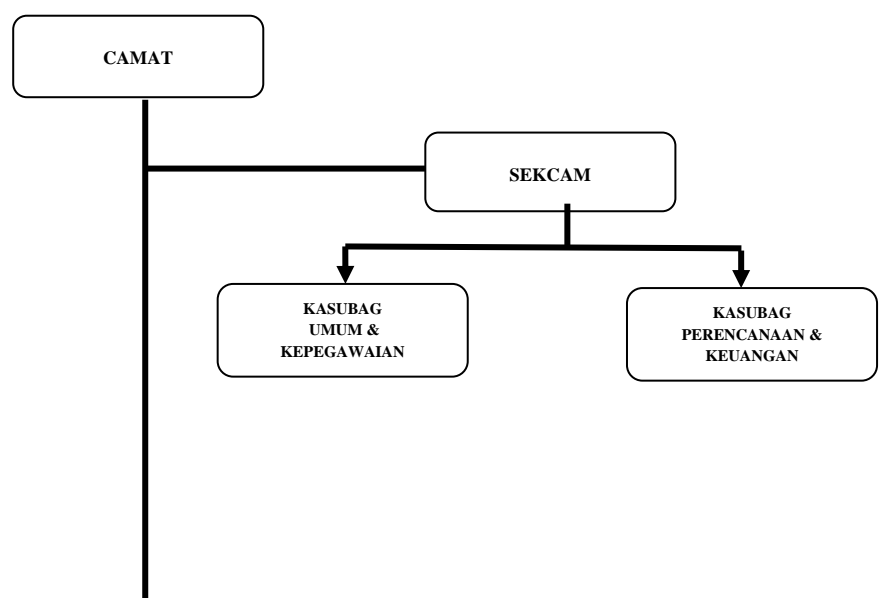 CAMAT
SEKCAM
KASUBAG
UMUM &
KEPEGAWAIAN
KASUBAG
PERENCANAAN &
KEUANGAN